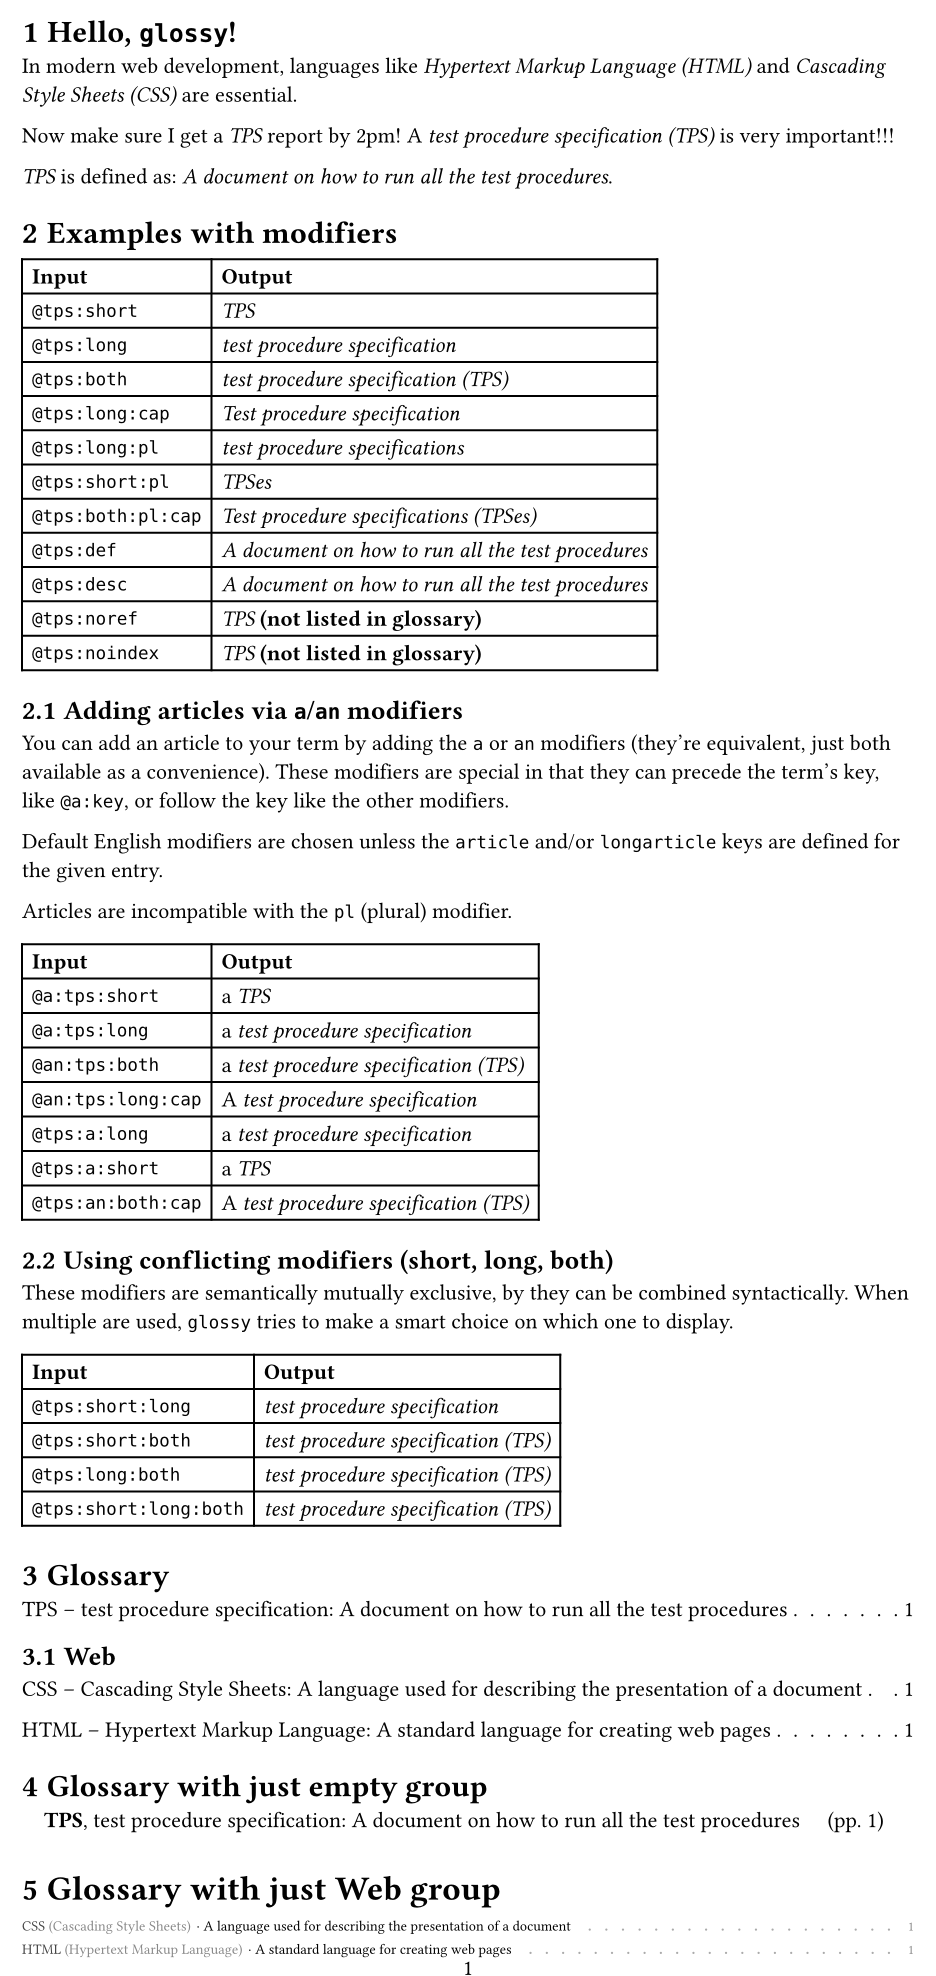 1 Hello, glossy!
In modern web development, languages like Hypertext Markup Language (HTML) and Cascading
Style Sheets (CSS) are essential.
Now make sure I get a TPS report by 2pm! A test procedure specification (TPS) is very important!!!
TPS is defined as: A document on how to run all the test procedures.
2 Examples with modifiers
Input Output
@tps:short TPS
@tps:long test procedure specification
@tps:both test procedure specification (TPS)
@tps:long:cap Test procedure specification
@tps:long:pl test procedure specifications
@tps:short:pl TPSes
@tps:both:pl:cap Test procedure specifications (TPSes)
@tps:def A document on how to run all the test procedures
@tps:desc A document on how to run all the test procedures
@tps:noref TPS (not listed in glossary)
@tps:noindex TPS (not listed in glossary)
2.1 Adding articles via a/an modifiers
You can add an article to your term by adding the a or an modifiers (they're equivalent, just both
available as a convenience). These modifiers are special in that they can precede the term's key,
like @a:key, or follow the key like the other modifiers.
Default English modifiers are chosen unless the article and/or longarticle keys are defined for
the given entry.
Articles are incompatible with the pl (plural) modifier.
Input Output
@a:tps:short a TPS
@a:tps:long a test procedure specification
@an:tps:both a test procedure specification (TPS)
@an:tps:long:cap A test procedure specification
@tps:a:long a test procedure specification
@tps:a:short a TPS
@tps:an:both:cap A test procedure specification (TPS)
2.2 Using conflicting modifiers (short, long, both)
These modifiers are semantically mutually exclusive, by they can be combined syntactically. When
multiple are used, glossy tries to make a smart choice on which one to display.
Input Output
@tps:short:long test procedure specification
@tps:short:both test procedure specification (TPS)
@tps:long:both test procedure specification (TPS)
@tps:short:long:both test procedure specification (TPS)
3 Glossary
TPS – test procedure specification: A document on how to run all the test procedures . . . . . . . 1
3.1 Web
CSS – Cascading Style Sheets: A language used for describing the presentation of a document . . 1
HTML – Hypertext Markup Language: A standard language for creating web pages . . . . . . . . 1
4 Glossary with just empty group
TPS, test procedure specification: A document on how to run all the test procedures (pp. 1)
5 Glossary with just Web group
CSS (Cascading Style Sheets) · A language used for describing the presentation of a document . . . . . . . . . . . . . . . . . . . . . . . 1
HTML (Hypertext Markup Language) · A standard language for creating web pages . . . . . . . . . . . . . . . . . . . . . . . . . . . 1
1